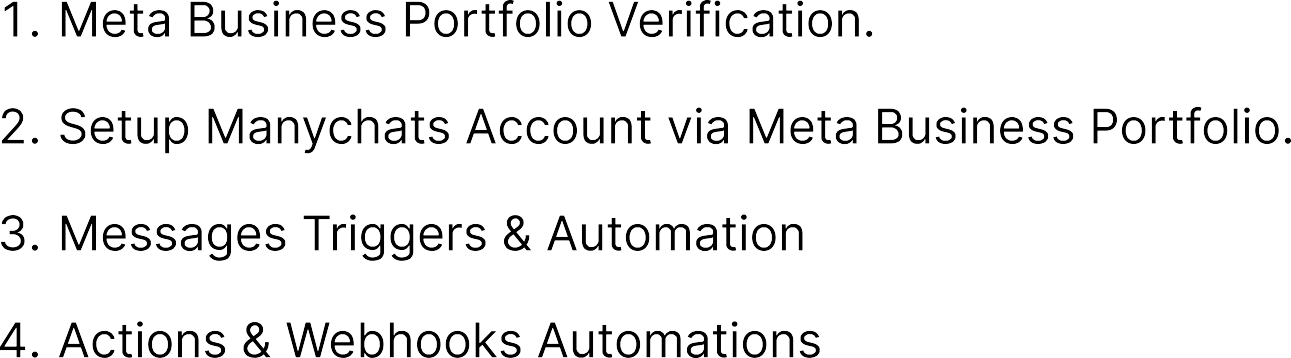 1. Meta Business Portfolio Verification.
2. Setup Manychats Account via Meta Business Portfolio.
3. Messages Triggers & Automation
4. Actions & Webhooks Automations